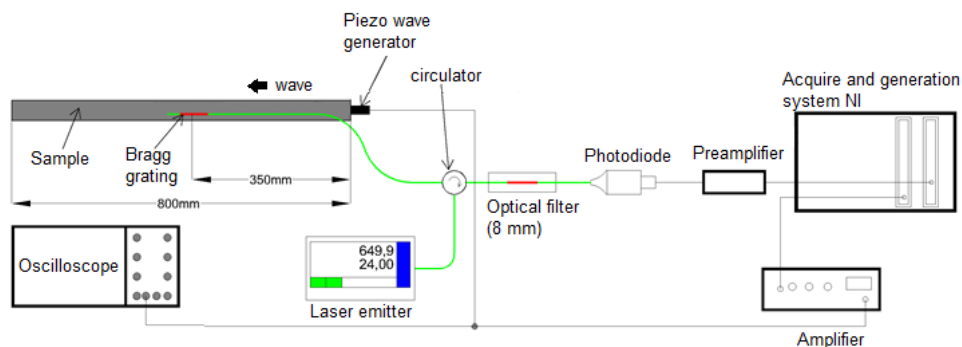 Piezo wave
generator
circulator
wave
Acquire and generation
system NI
Sample
Bragg
grating
350mm
800mm
Photodiode
Preamplifier
Optical filter
(8 mm)
Oscilloscope
649,9
24,00
Laser emitter
Amplifier